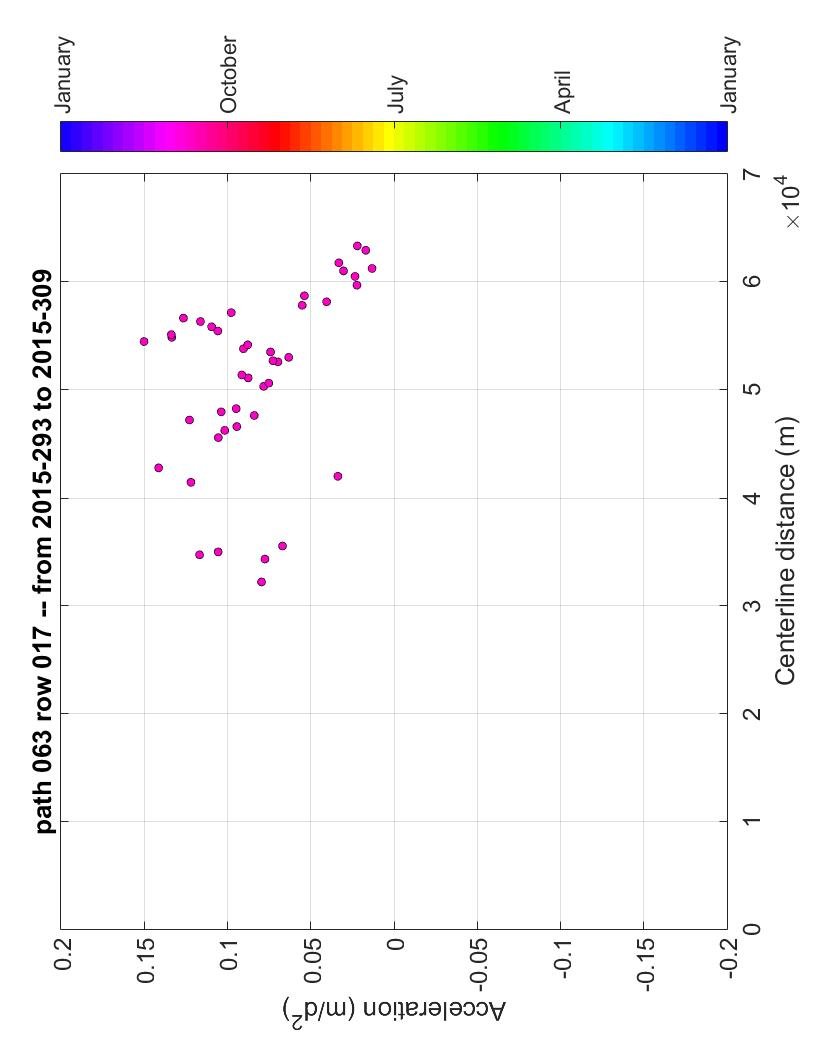 path 063 row 017 -- from 2015-293 to 2015-309
0.2
0.15
0.1
0.05
0
-0.05
-0.1
-0.15
-0.2
Acceleration (m/d²)
0 1 2 3 4 5 6 7
×10⁴
Centerline distance (m)
January
October
July
April
January